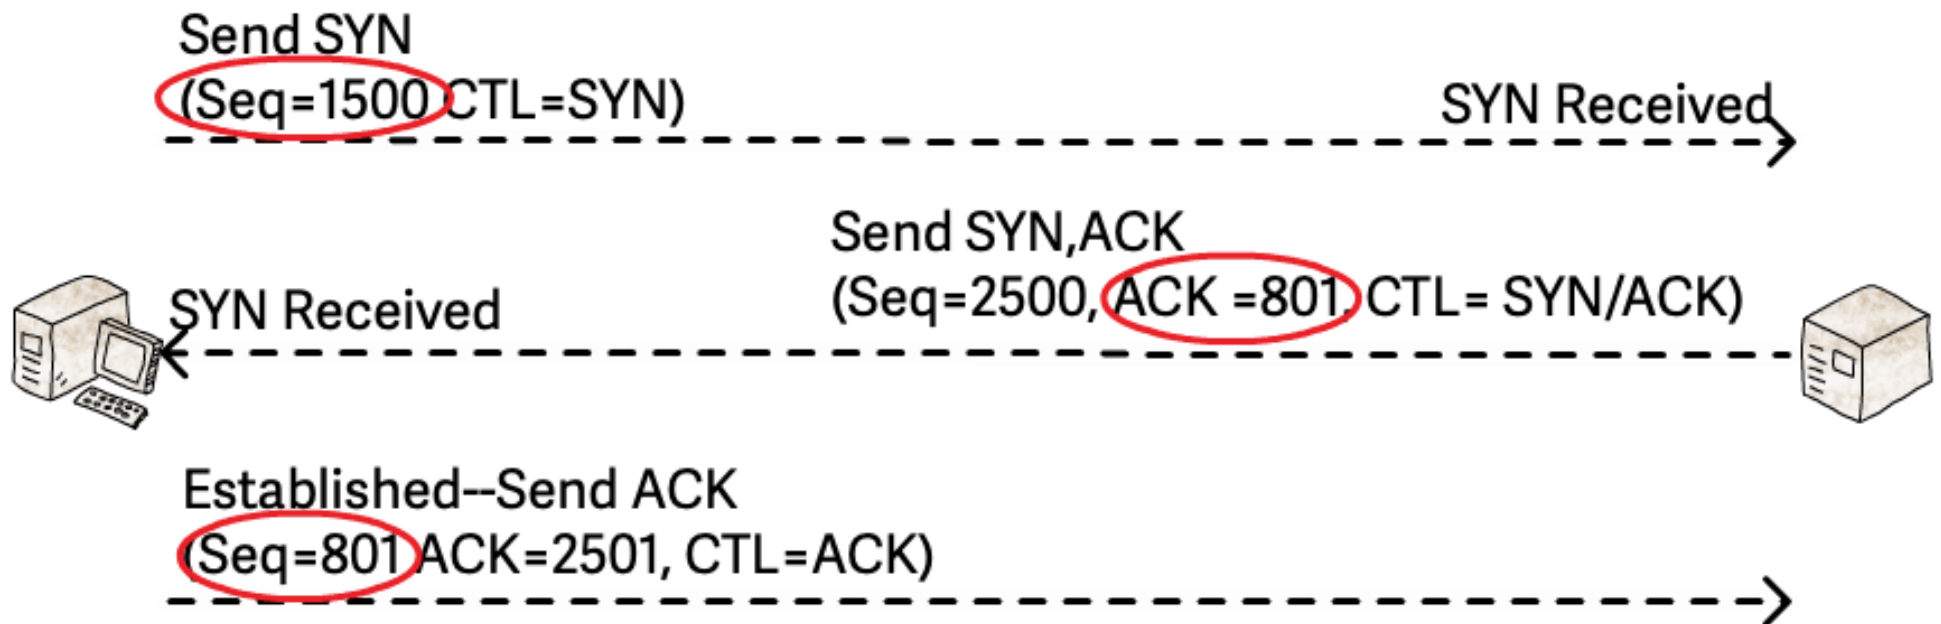 Send SYN
(Seq=1500 CTL=SYN)
SYN Received
Send SYN,ACK
(Seq=2500, ACK =801, CTL= SYN/ACK)
SYN Received
Established--Send ACK
(Seq=801 ACK=2501, CTL=ACK)